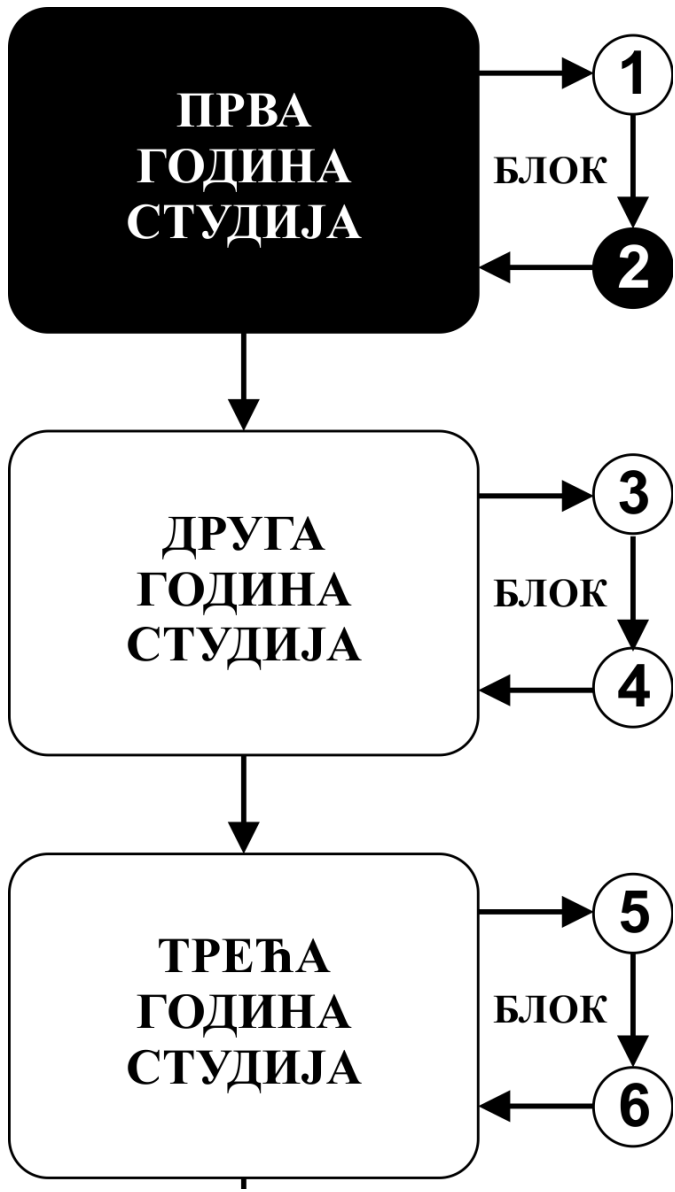 ПРВА
ГОДИНА
СТУДИЈА
1
БЛОК
2
ДРУГА
ГОДИНА
СТУДИЈА
3
БЛОК
4
ТРЕЋА
ГОДИНА
СТУДИЈА
5
БЛОК
6